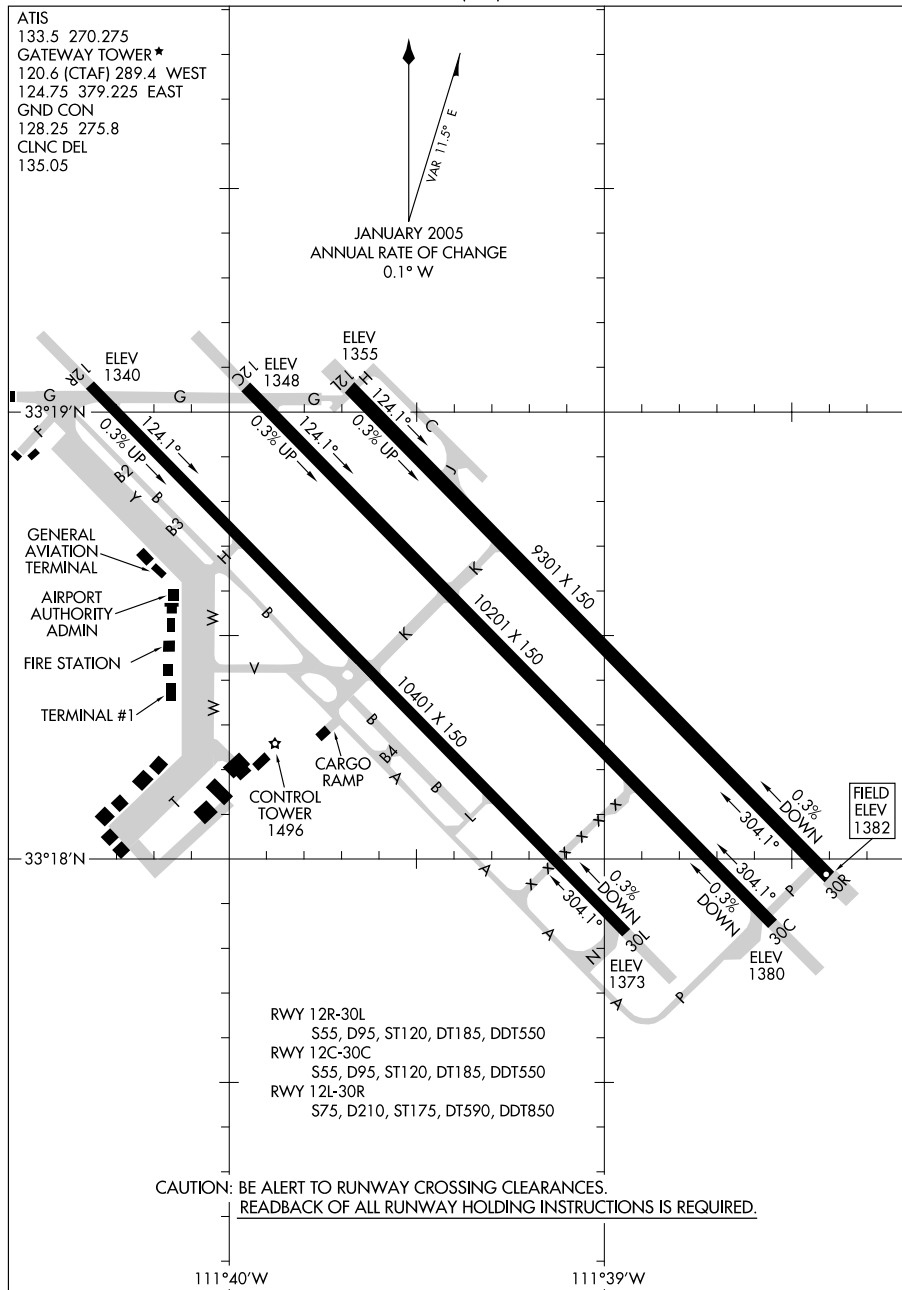 ATIS
133.5 270.275
GATEWAY TOWER★
120.6 (CTAF) 289.4 WEST
124.75 379.225 EAST
GND CON
128.25 275.8
CLNC DEL
135.05
VAR 11.5° E
JANUARY 2005
ANNUAL RATE OF CHANGE
0.1° W
ELEV
1340
ELEV
1348
ELEV
1355
12R
12C
12L
H
G
G
G
33°19'N
F
124.1°
0.3% UP
124.1°
0.3% UP
124.1°
0.3% UP
C
J
B2
Y
B
B3
H
B
GENERAL
AVIATION
TERMINAL
AIRPORT
AUTHORITY
ADMIN
FIRE STATION
TERMINAL #1
W
W
V
K
K
9301 X 150
10201 X 150
10401 X 150
B
B4
A
B
L
A
A
CARGO
RAMP
CONTROL
TOWER
1496
T
X X X X X X
33°18'N
0.3%
DOWN
304.1°
0.3%
DOWN
304.1°
0.3%
DOWN
304.1°
FIELD
ELEV
1382
30R
30C
30L
P
P
N
A
ELEV
1373
ELEV
1380
RWY 12R-30L
S55, D95, ST120, DT185, DDT550
RWY 12C-30C
S55, D95, ST120, DT185, DDT550
RWY 12L-30R
S75, D210, ST175, DT590, DDT850
CAUTION: BE ALERT TO RUNWAY CROSSING CLEARANCES.
READBACK OF ALL RUNWAY HOLDING INSTRUCTIONS IS REQUIRED.
111°40'W
111°39'W